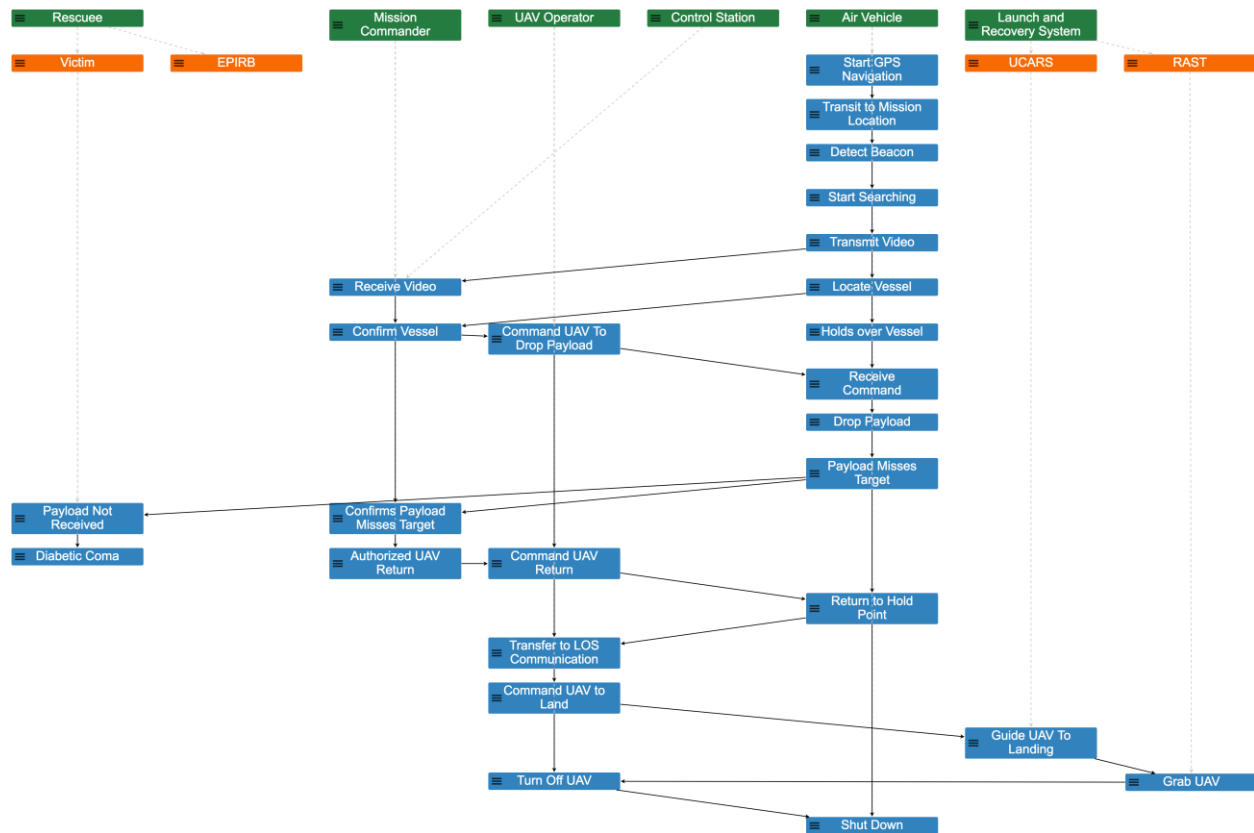 Rescuee
Mission
Commander
UAV Operator
Control Station
Air Vehicle
Launch and
Recovery System
Victim
EPIRB
Start GPS
Navigation
UCARS
RAST
Transit to Mission
Location
Detect Beacon
Start Searching
Transmit Video
Receive Video
Locate Vessel
Confirm Vessel
Command UAV To
Drop Payload
Holds over Vessel
Receive
Command
Drop Payload
Payload Misses
Target
Payload Not
Received
Confirms Payload
Misses Target
Diabetic Coma
Authorized UAV
Return
Command UAV
Return
Return to Hold
Point
Transfer to LOS
Communication
Command UAV to
Land
Guide UAV To
Landing
Turn Off UAV
Grab UAV
Shut Down